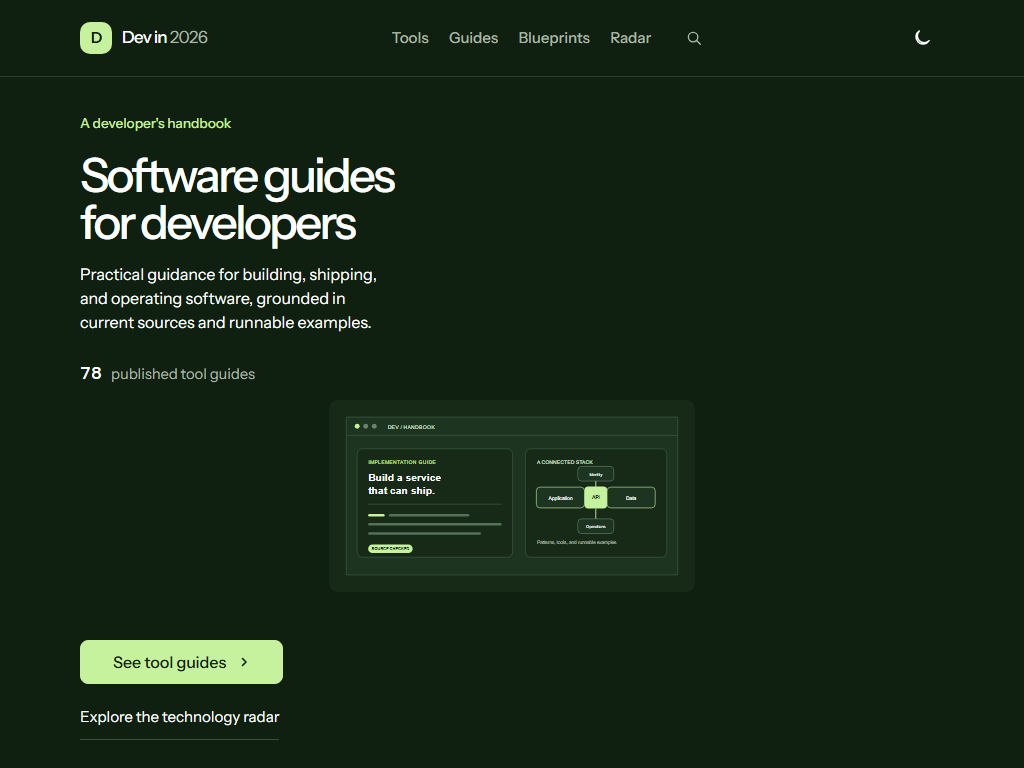 D Dev in 2026
Tools Guides Blueprints Radar
A developer's handbook
Software guides
for developers
Practical guidance for building, shipping,
and operating software, grounded in
current sources and runnable examples.
78 published tool guides
DEV / HANDBOOK
IMPLEMENTATION GUIDE
Build a service
that can ship.
SOURCE CHECKED
A CONNECTED STACK
Identity
Application API Data
Operations
Patterns, tools, and runnable examples
See tool guides
Explore the technology radar